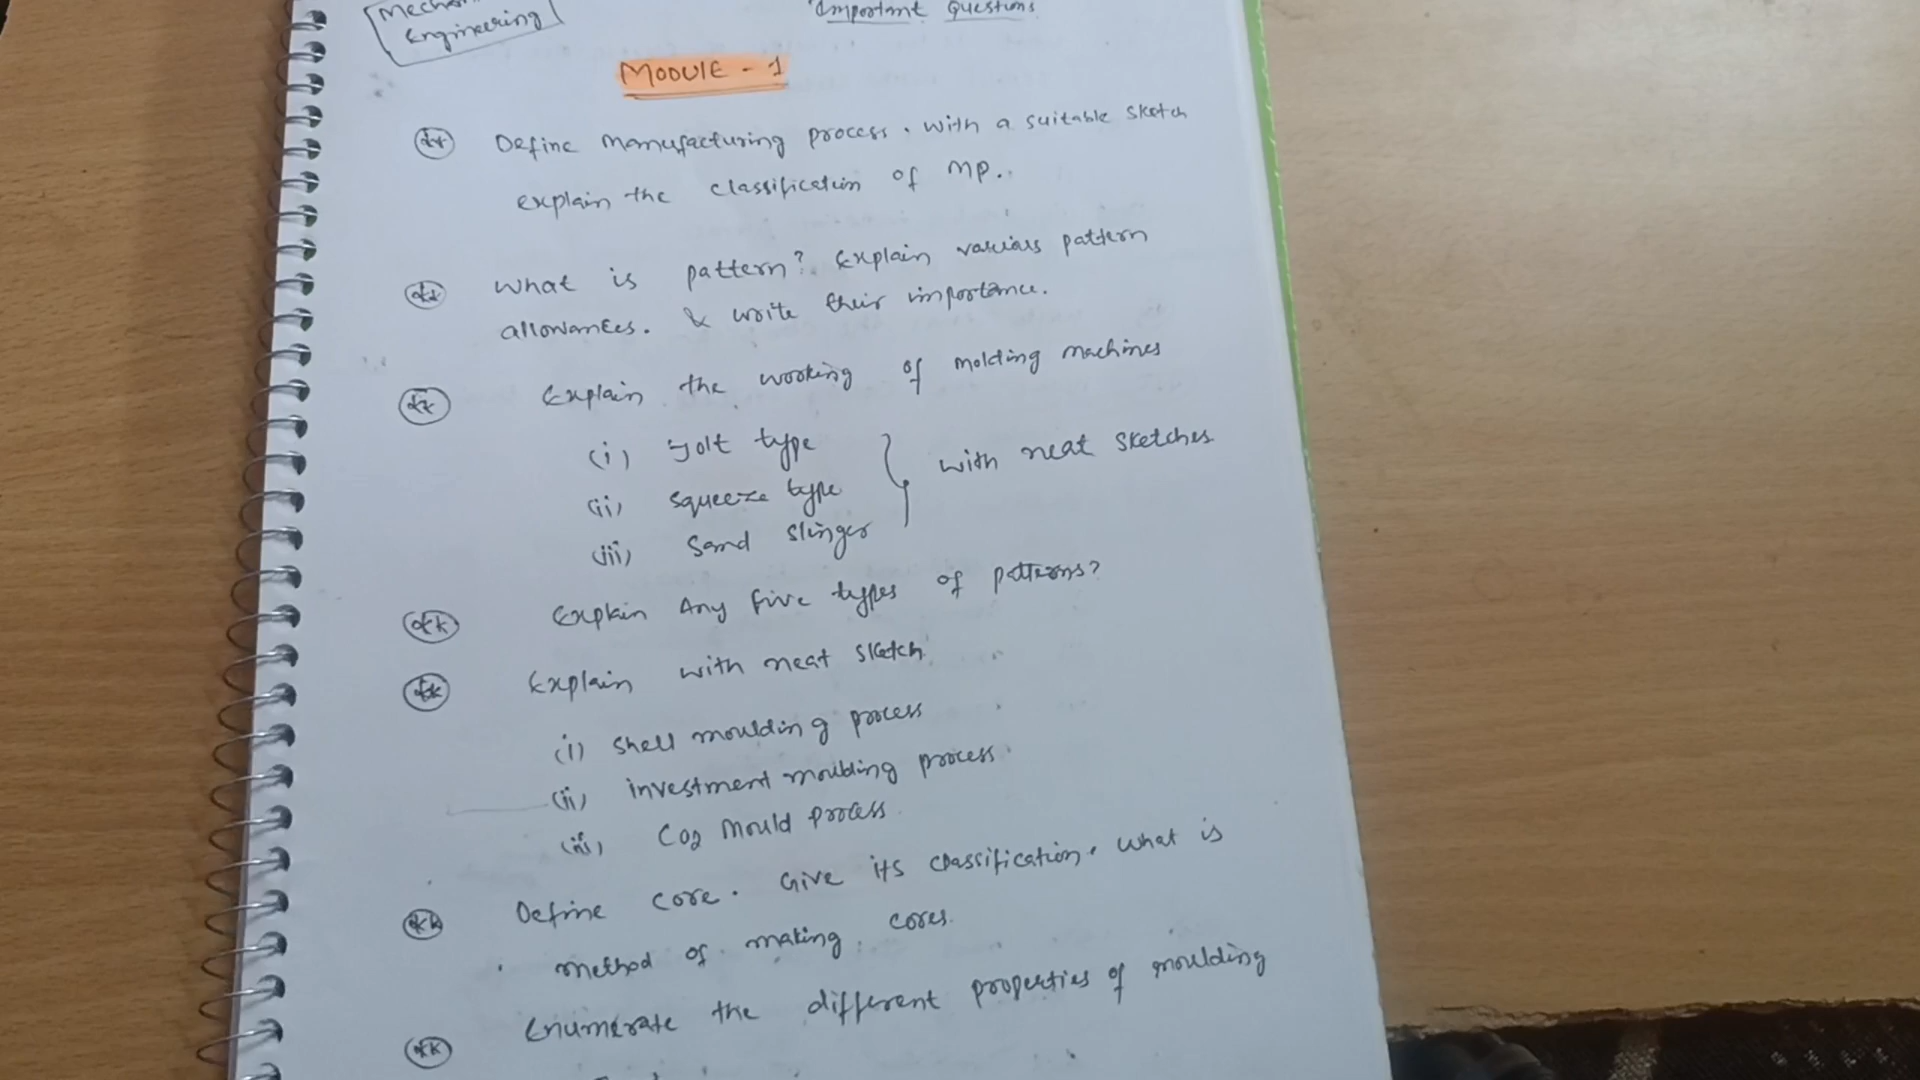 Engineering
Important Questions
MODULE - 1
Define manufacturing process. with a suitable sketch
explain the classification of MP.
What is pattern? Explain various pattern
allowances. & write their importance.
Explain the working of molding machines
(i) Jolt type
(ii) squeeze type
(iii) Sand slinger
with neat sketches.
Explain Any five types of patterns?
Explain with neat sketch
(i) Shell moulding process
(ii) investment moulding process
(iii) CO2 Mould process
Define core. Give its classification. What is
method of making cores.
Enumerate the different properties of moulding